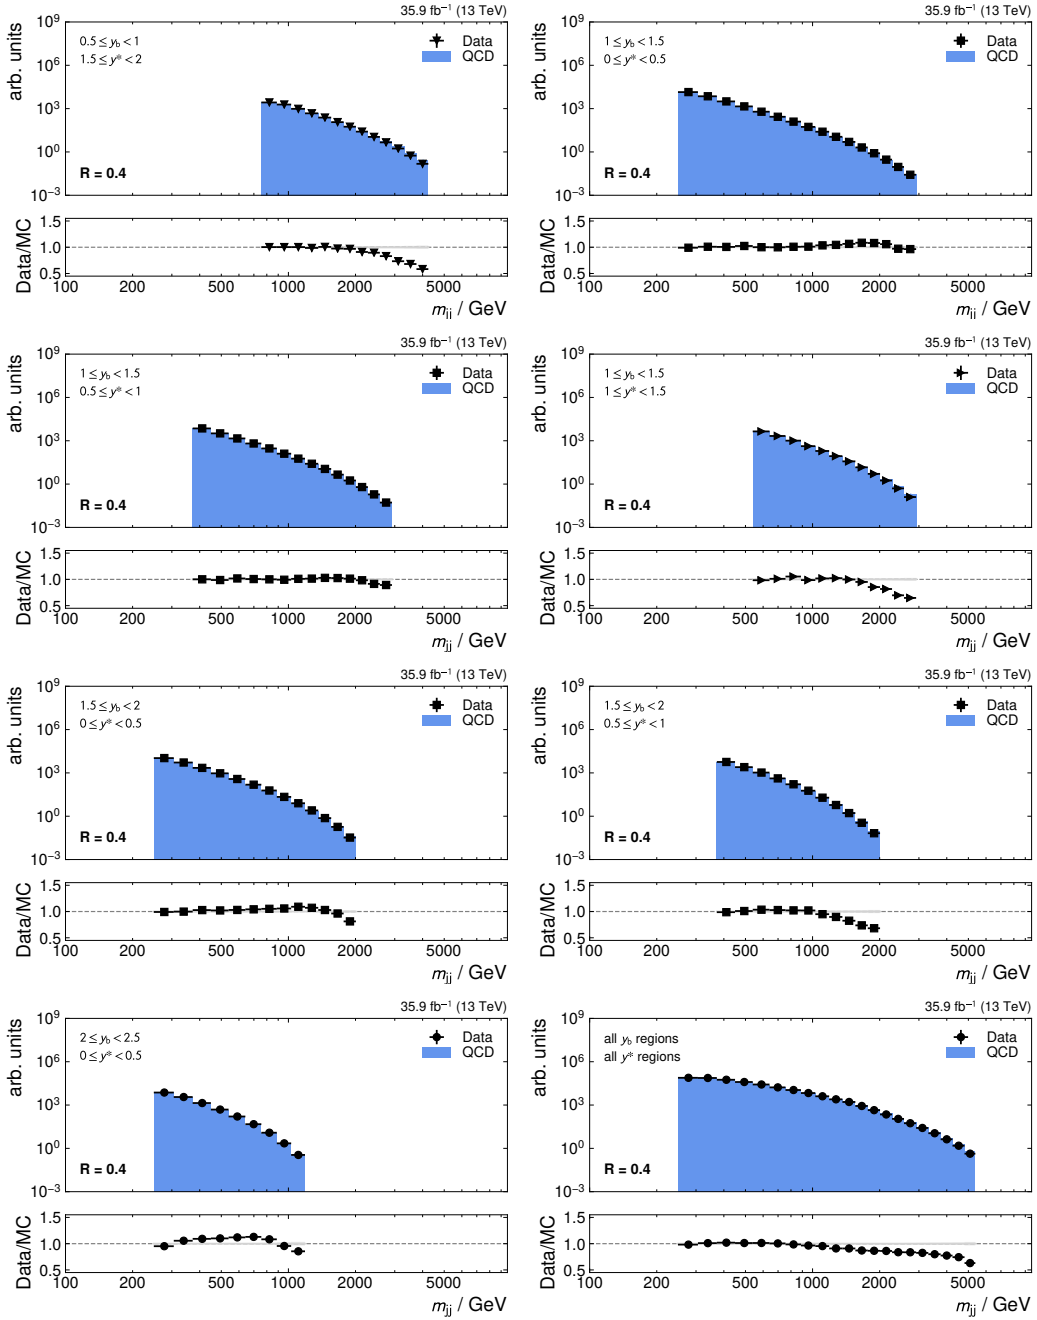 35.9 fb⁻¹ (13 TeV)
arb. units
10⁹
10⁶
10³
10⁰
10⁻³
0.5 ≤ y_b < 1
1.5 ≤ y* < 2
Data
QCD
R = 0.4
Data/MC
1.5
1.0
0.5
100 200 500 1000 2000 5000
m_jj / GeV
35.9 fb⁻¹ (13 TeV)
arb. units
10⁹
10⁶
10³
10⁰
10⁻³
1 ≤ y_b < 1.5
0 ≤ y* < 0.5
Data
QCD
R = 0.4
Data/MC
1.5
1.0
0.5
100 200 500 1000 2000 5000
m_jj / GeV
35.9 fb⁻¹ (13 TeV)
arb. units
10⁹
10⁶
10³
10⁰
10⁻³
1 ≤ y_b < 1.5
0.5 ≤ y* < 1
Data
QCD
R = 0.4
Data/MC
1.5
1.0
0.5
100 200 500 1000 2000 5000
m_jj / GeV
35.9 fb⁻¹ (13 TeV)
arb. units
10⁹
10⁶
10³
10⁰
10⁻³
1 ≤ y_b < 1.5
1 ≤ y* < 1.5
Data
QCD
R = 0.4
Data/MC
1.5
1.0
0.5
100 200 500 1000 2000 5000
m_jj / GeV
35.9 fb⁻¹ (13 TeV)
arb. units
10⁹
10⁶
10³
10⁰
10⁻³
1.5 ≤ y_b < 2
0 ≤ y* < 0.5
Data
QCD
R = 0.4
Data/MC
1.5
1.0
0.5
100 200 500 1000 2000 5000
m_jj / GeV
35.9 fb⁻¹ (13 TeV)
arb. units
10⁹
10⁶
10³
10⁰
10⁻³
1.5 ≤ y_b < 2
0.5 ≤ y* < 1
Data
QCD
R = 0.4
Data/MC
1.5
1.0
0.5
100 200 500 1000 2000 5000
m_jj / GeV
35.9 fb⁻¹ (13 TeV)
arb. units
10⁹
10⁶
10³
10⁰
10⁻³
2 ≤ y_b < 2.5
0 ≤ y* < 0.5
Data
QCD
R = 0.4
Data/MC
1.5
1.0
0.5
100 200 500 1000 2000 5000
m_jj / GeV
35.9 fb⁻¹ (13 TeV)
arb. units
10⁹
10⁶
10³
10⁰
10⁻³
all y_b regions
all y* regions
Data
QCD
R = 0.4
Data/MC
1.5
1.0
0.5
100 200 500 1000 2000 5000
m_jj / GeV